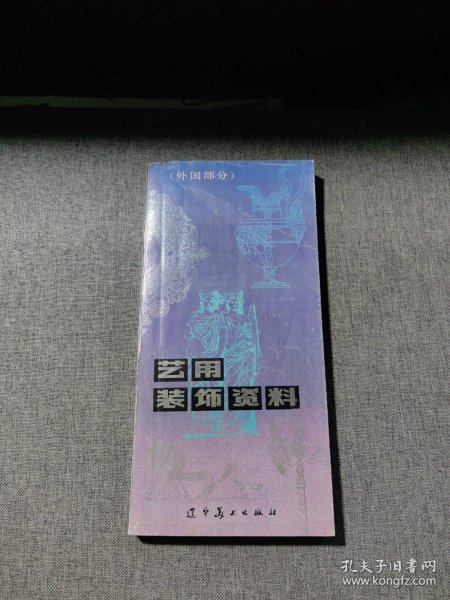 （外国部分）
艺用
装饰资料
辽宁美术出版社
孔夫子旧书网
www.kongfz.com